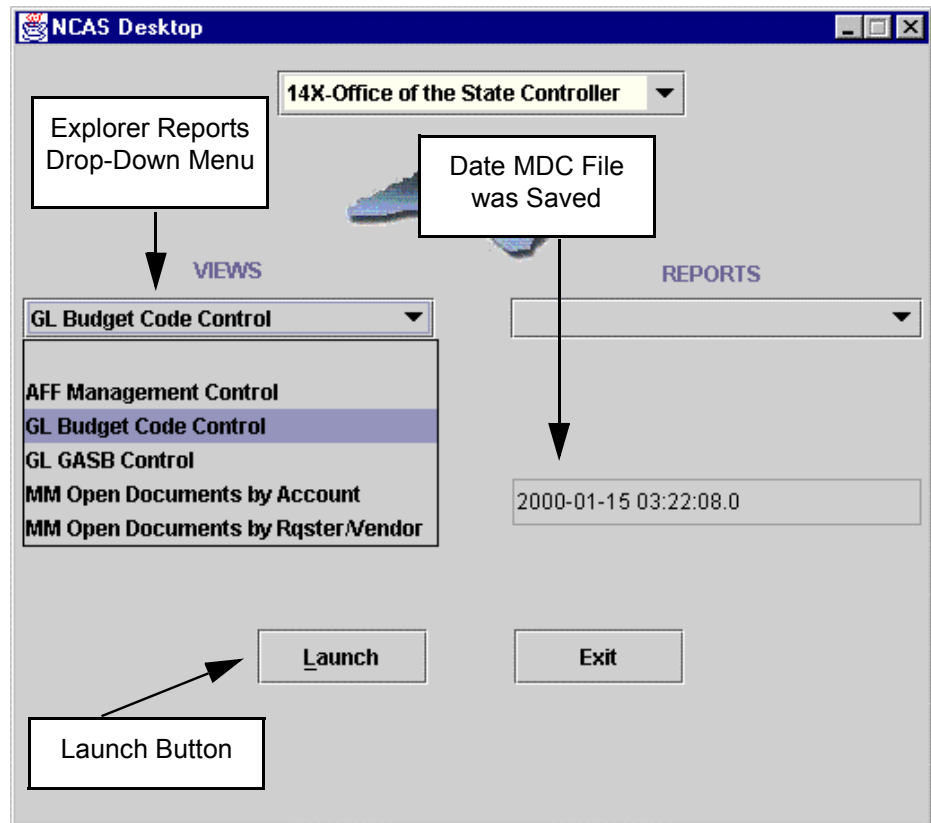 NCAS Desktop
14X-Office of the State Controller
Explorer Reports
Drop-Down Menu
Date MDC File
was Saved
VIEWS
REPORTS
GL Budget Code Control
AFF Management Control
GL Budget Code Control
GL GASB Control
MM Open Documents by Account
MM Open Documents by Rqster/Vendor
2000-01-15 03:22:08.0
Launch
Exit
Launch Button